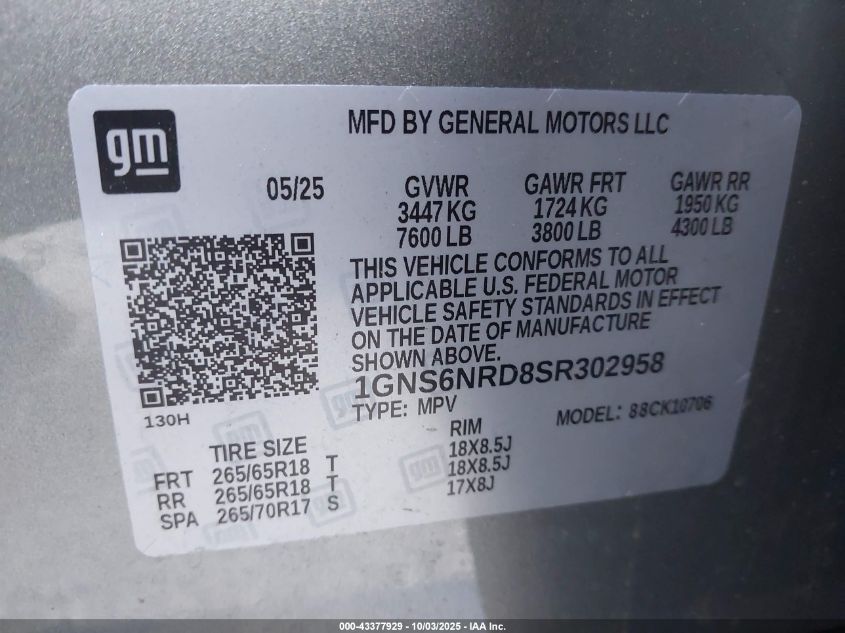 gm
MFD BY GENERAL MOTORS LLC
05/25
GVWR GAWR FRT GAWR RR
3447 KG 1724 KG 1950 KG
7600 LB 3800 LB 4300 LB
THIS VEHICLE CONFORMS TO ALL
APPLICABLE U.S. FEDERAL MOTOR
VEHICLE SAFETY STANDARDS IN EFFECT
ON THE DATE OF MANUFACTURE
SHOWN ABOVE.
1GNS6NRD8SR302958
TYPE: MPV MODEL: 88CK10706
130H
TIRE SIZE RIM
FRT 265/65R18 T 18X8.5J
RR 265/65R18 T 18X8.5J
SPA 265/70R17 S 17X8J
000-43377929 - 10/03/2025 - IAA Inc.